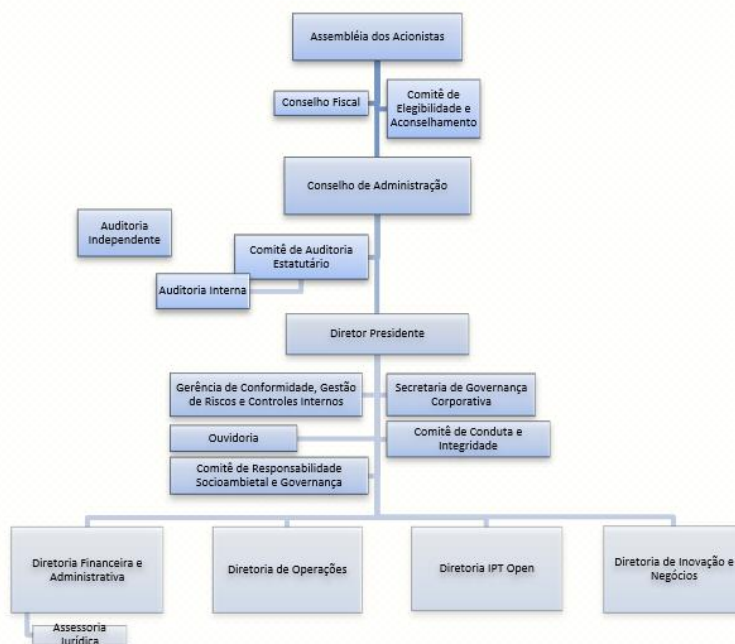 Assembléia dos Acionistas
Conselho Fiscal
Comitê de
Elegibilidade e
Aconselhamento
Conselho de Administração
Auditoria
Independente
Comitê de Auditoria
Estatutário
Auditoria Interna
Diretor Presidente
Gerência de Conformidade, Gestão
de Riscos e Controles Internos
Secretaria de Governança
Corporativa
Ouvidoria
Comitê de Conduta e
Integridade
Comitê de Responsabilidade
Socioambietal e Governança
Diretoria Financeira e
Administrativa
Diretoria de Operações
Diretoria IPT Open
Diretoria de Inovação e
Negócios
Assessoria
Jurídica